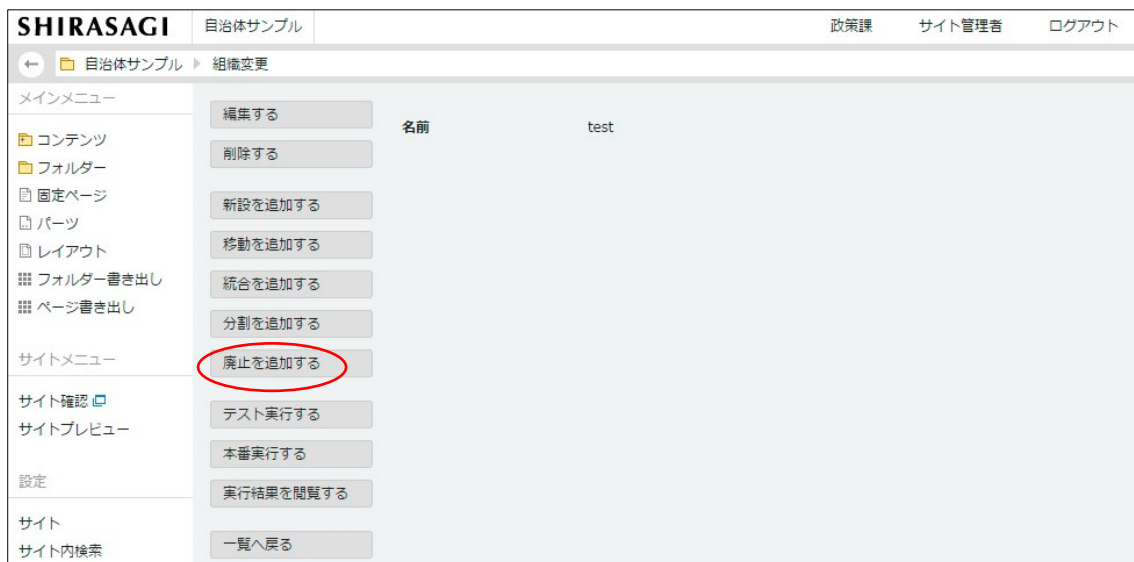 SHIRASAGI 自治体サンプル 政策課 サイト管理者 ログアウト
自治体サンプル 組織変更
メインメニュー
コンテンツ
フォルダー
固定ページ
パーツ
レイアウト
フォルダー書き出し
ページ書き出し
サイトメニュー
サイト確認
サイトプレビュー
設定
サイト
サイト内検索
編集する
削除する
新設を追加する
移動を追加する
統合を追加する
分割を追加する
廃止を追加する
テスト実行する
本番実行する
実行結果を閲覧する
一覧へ戻る
名前 test